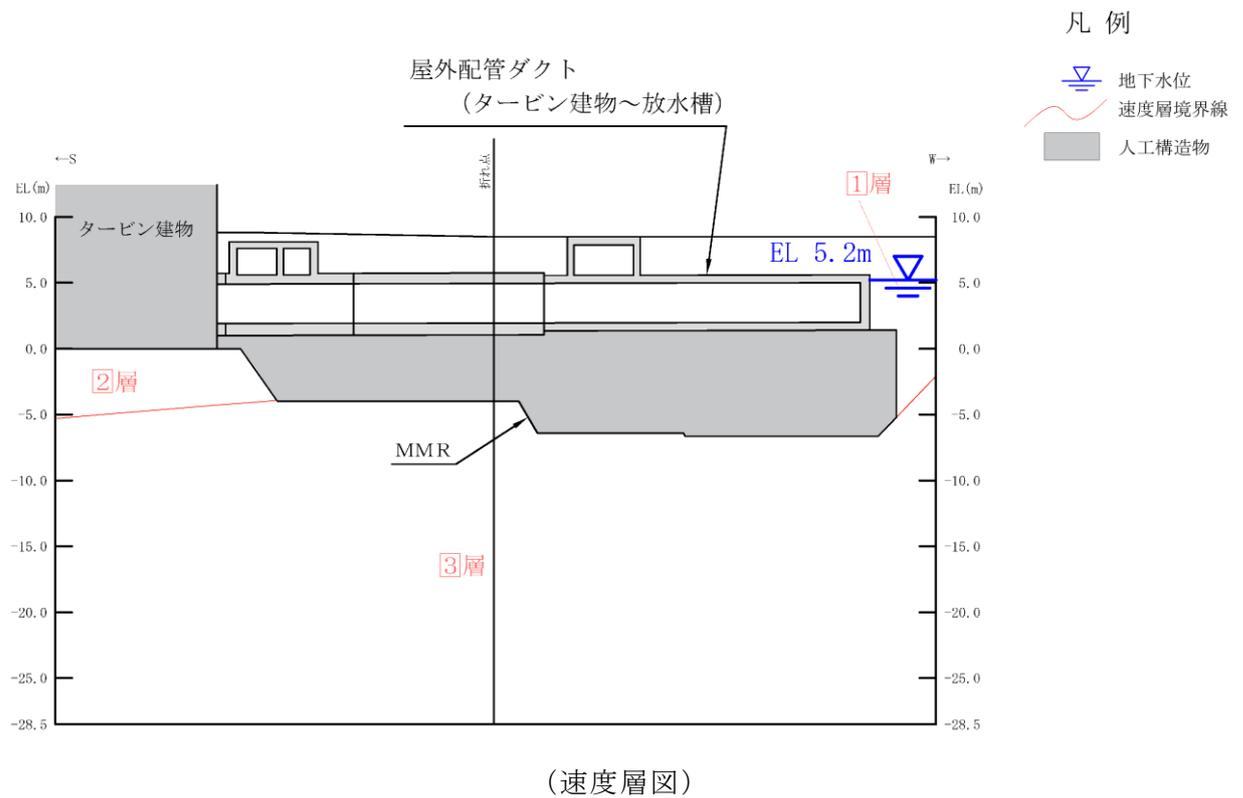 凡 例
地下水位
速度層境界線
人工構造物
屋外配管ダクト
（タービン建物～放水槽）
←S
折れ点
W→
EL(m)
EL(m)
1層
タービン建物
EL 5.2m
10.0
5.0
0.0
-5.0
-10.0
-15.0
-20.0
-25.0
-28.5
10.0
5.0
0.0
-5.0
-10.0
-15.0
-20.0
-25.0
-28.5
2層
MMR
3層
（速度層図）